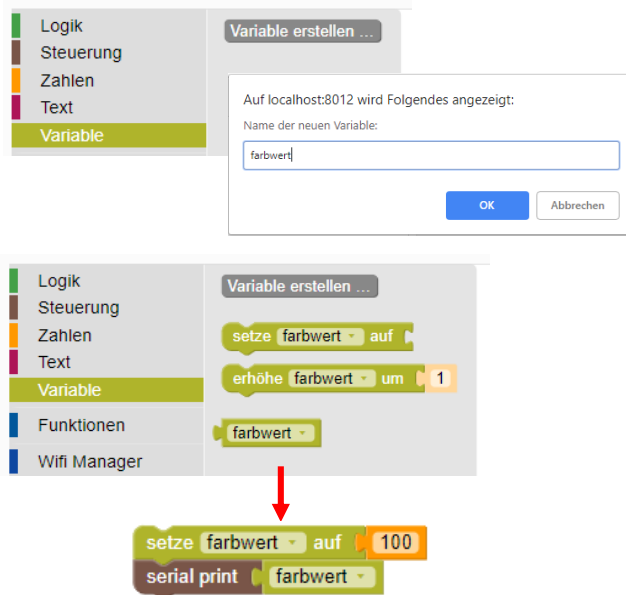 Logik
Steuerung
Zahlen
Text
Variable
Variable erstellen ...
Auf localhost:8012 wird Folgendes angezeigt:
Name der neuen Variable:
farbwert
OK Abbrechen
Logik
Steuerung
Zahlen
Text
Variable
Funktionen
Wifi Manager
Variable erstellen ...
setze farbwert auf
erhöhe farbwert um 1
farbwert
setze farbwert auf 100
serial print farbwert